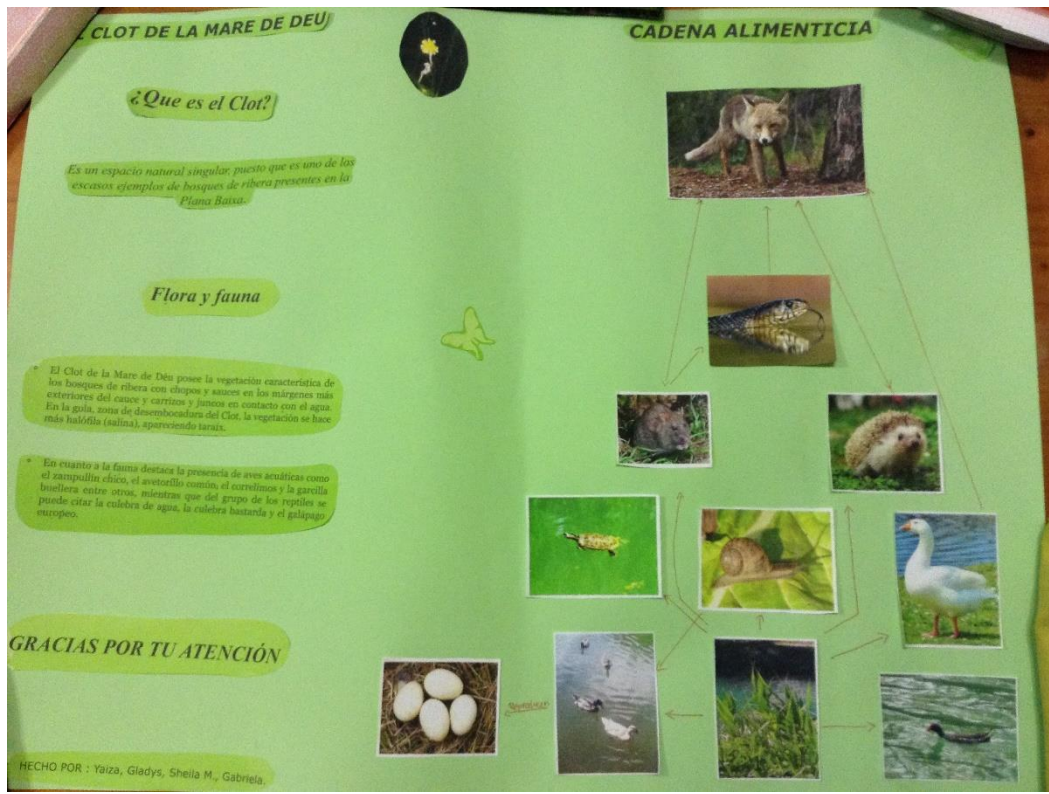 CLOT DE LA MARE DE DEU
¿Que es el Clot?
Es un espacio natural singular, puesto que es uno de los
escasos ejemplos de bosques de ribera presentes en la
Plana Baixa.
Flora y fauna
El Clot de la Mare de Déu posee la vegetación característica de
los bosques de ribera con chopos y sauces en los márgenes más
exteriores del cauce y carrizos y juncos en contacto con el agua.
En la gola, zona de desembocadura del Clot, la vegetación se hace
más halófila (salina), apareciendo taraix.
En cuanto a la fauna destaca la presencia de aves acuáticas como
el zampullín chico, el avetorillo común, el correlimos y la garcilla
buellera entre otros, mientras que del grupo de los reptiles se
puede citar la culebra de agua, la culebra bastarda y el galápago
europeo.
GRACIAS POR TU ATENCIÓN
HECHO POR : Yaiza, Gladys, Sheila M., Gabriela.
CADENA ALIMENTICIA